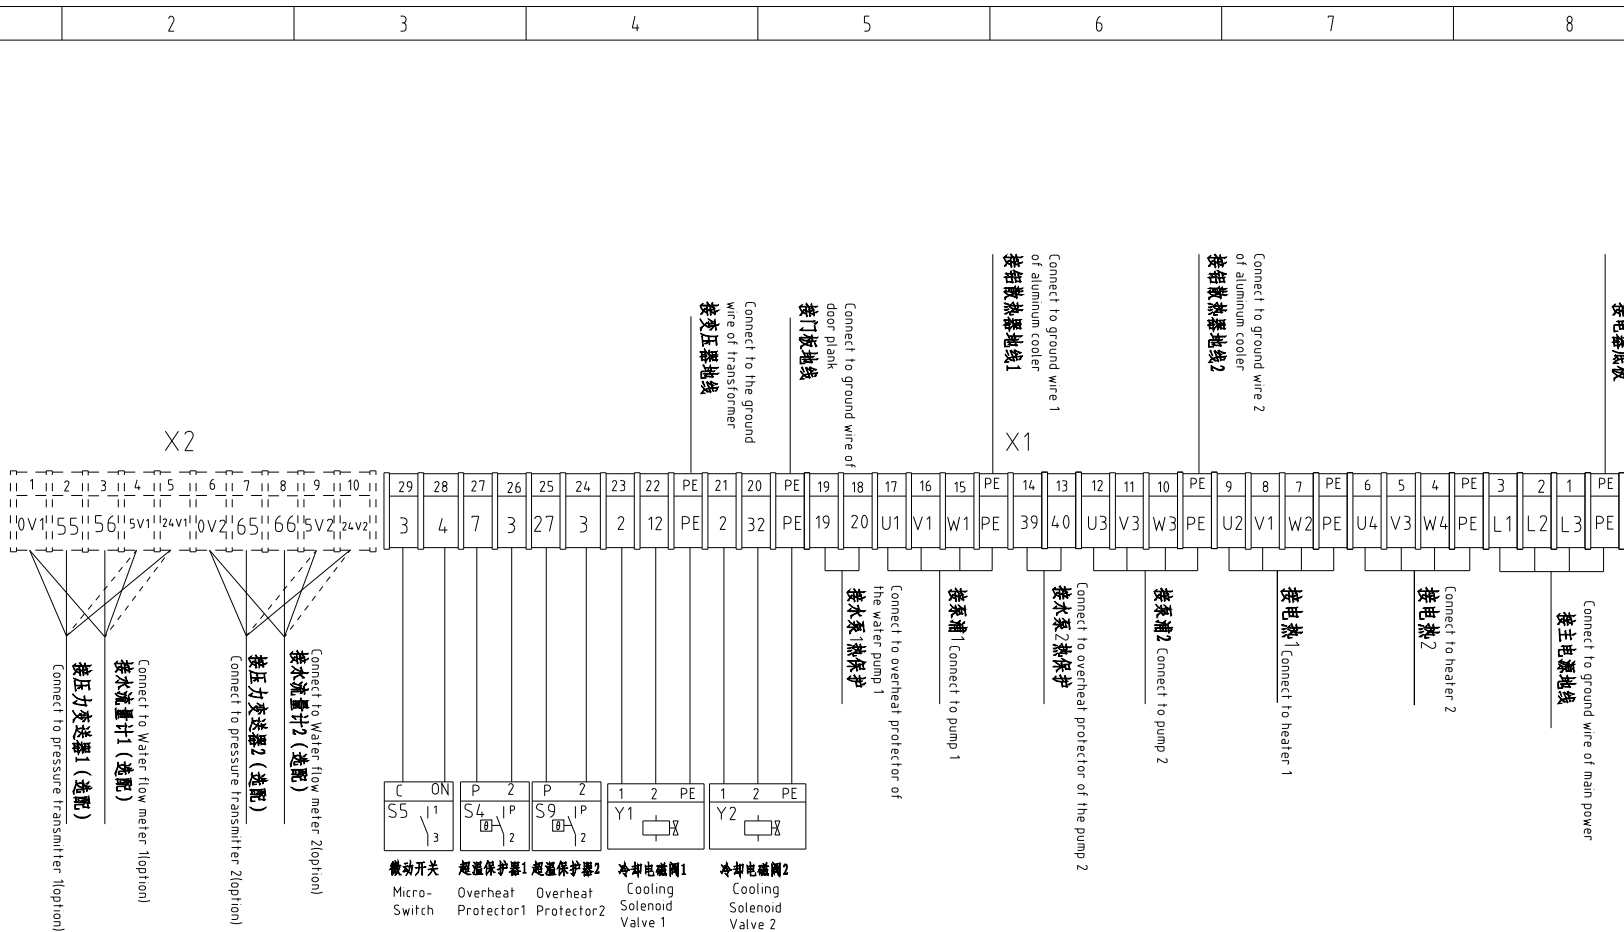 2 3 4 5 6 7 8
接变压器地线
Connect to the ground
wire of transformer
接门板地线
Connect to ground wire of
door plank
接铝散热器地线1
Connect to ground wire 1
of aluminum cooler
接铝散热器地线2
Connect to ground wire 2
of aluminum cooler
接电器底板
X2
X1
1 2 3 4 5 6 7 8 9 10
0V1 55 56 5V1 24V1 0V2 65 66 5V2 24V2
29 28 27 26 25 24 23 22 PE 21 20 PE 19 18 17 16 15 PE 14 13 12 11 10 PE 9 8 7 PE 6 5 4 PE 3 2 1 PE
3 4 7 3 27 3 2 12 PE 2 32 PE 19 20 U1 V1 W1 PE 39 40 U3 V3 W3 PE U2 V1 W2 PE U4 V3 W4 PE L1 L2 L3 PE
接压力变送器1（选配）
Connect to pressure transmitter 1(option)
接水流量计1（选配）
Connect to Water flow meter 1(option)
接压力变送器2（选配）
Connect to pressure transmitter 2(option)
接水流量计2（选配）
Connect to Water flow meter 2(option)
接水泵1热保护
Connect to overheat protector of
the water pump 1
接泵浦1 Connect to pump 1
接水泵2热保护
Connect to overheat protector of the pump 2
接泵浦2 Connect to pump 2
接电热1 Connect to heater 1
接电热2
Connect to heater 2
接主电源地线
Connect to ground wire of main power
C ON
S5 1
3
微动开关
Micro-
Switch
P 2
S4 θ P
2
超温保护器1
Overheat
Protector1
P 2
S9 θ P
2
超温保护器2
Overheat
Protector2
1 2 PE
Y1
冷却电磁阀1
Cooling
Solenoid
Valve 1
1 2 PE
Y2
冷却电磁阀2
Cooling
Solenoid
Valve 2